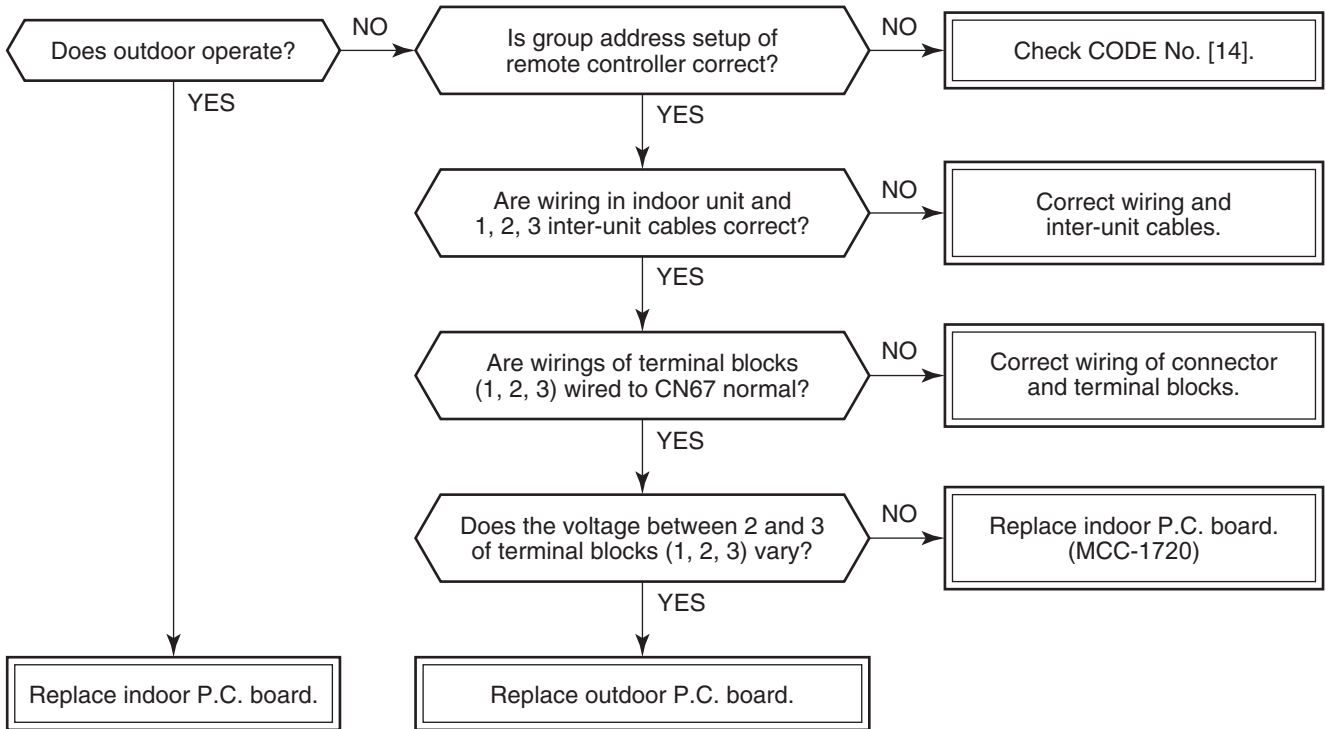 Does outdoor operate?
NO
Is group address setup of
remote controller correct?
NO
Check CODE No. [14].
YES
YES
Are wiring in indoor unit and
1, 2, 3 inter-unit cables correct?
NO
Correct wiring and
inter-unit cables.
YES
Are wirings of terminal blocks
(1, 2, 3) wired to CN67 normal?
NO
Correct wiring of connector
and terminal blocks.
YES
Does the voltage between 2 and 3
of terminal blocks (1, 2, 3) vary?
NO
Replace indoor P.C. board.
(MCC-1720)
YES
Replace indoor P.C. board.
Replace outdoor P.C. board.